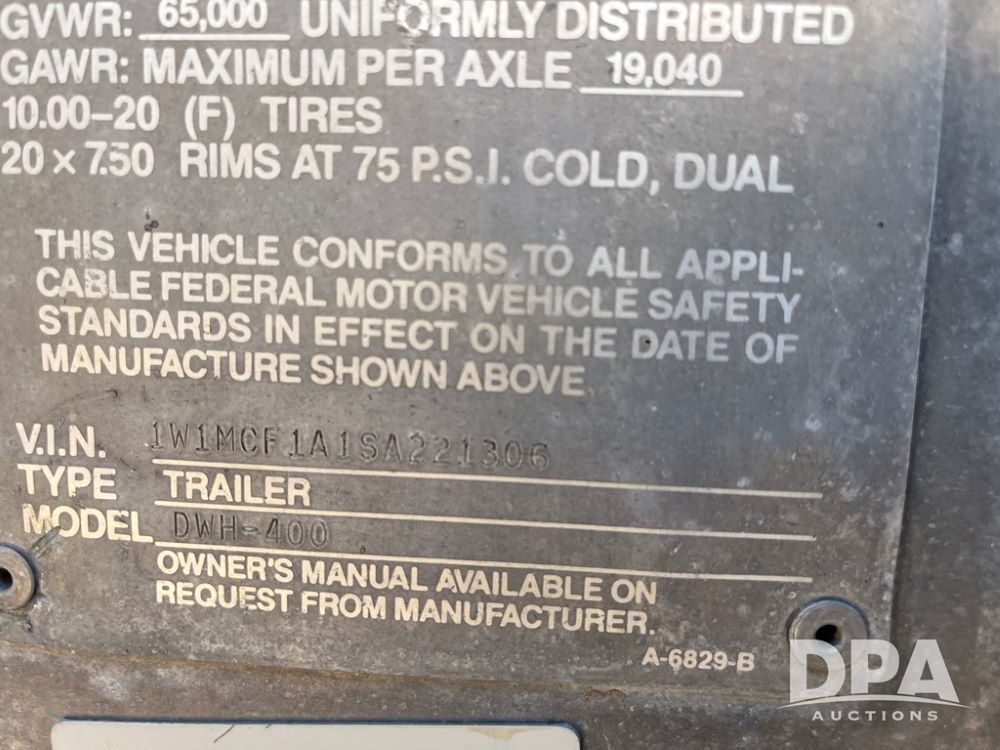 GVWR: 65,000 UNIFORMLY DISTRIBUTED
GAWR: MAXIMUM PER AXLE 19,040
10.00-20 (F) TIRES
20 x 7.50 RIMS AT 75 P.S.I. COLD, DUAL
THIS VEHICLE CONFORMS TO ALL APPLI-
CABLE FEDERAL MOTOR VEHICLE SAFETY
STANDARDS IN EFFECT ON THE DATE OF
MANUFACTURE SHOWN ABOVE.
V.I.N. 1W1MCF1A1SA221306
TYPE TRAILER
MODEL DWH-400
OWNER'S MANUAL AVAILABLE ON
REQUEST FROM MANUFACTURER.
A-6829-B
DPA
AUCTIONS